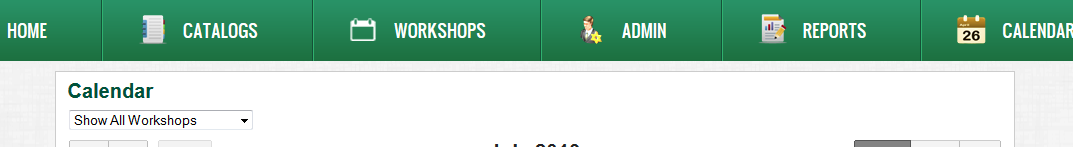 HOME CATALOGS WORKSHOPS ADMIN REPORTS 26 CALENDAR
Calendar
Show All Workshops